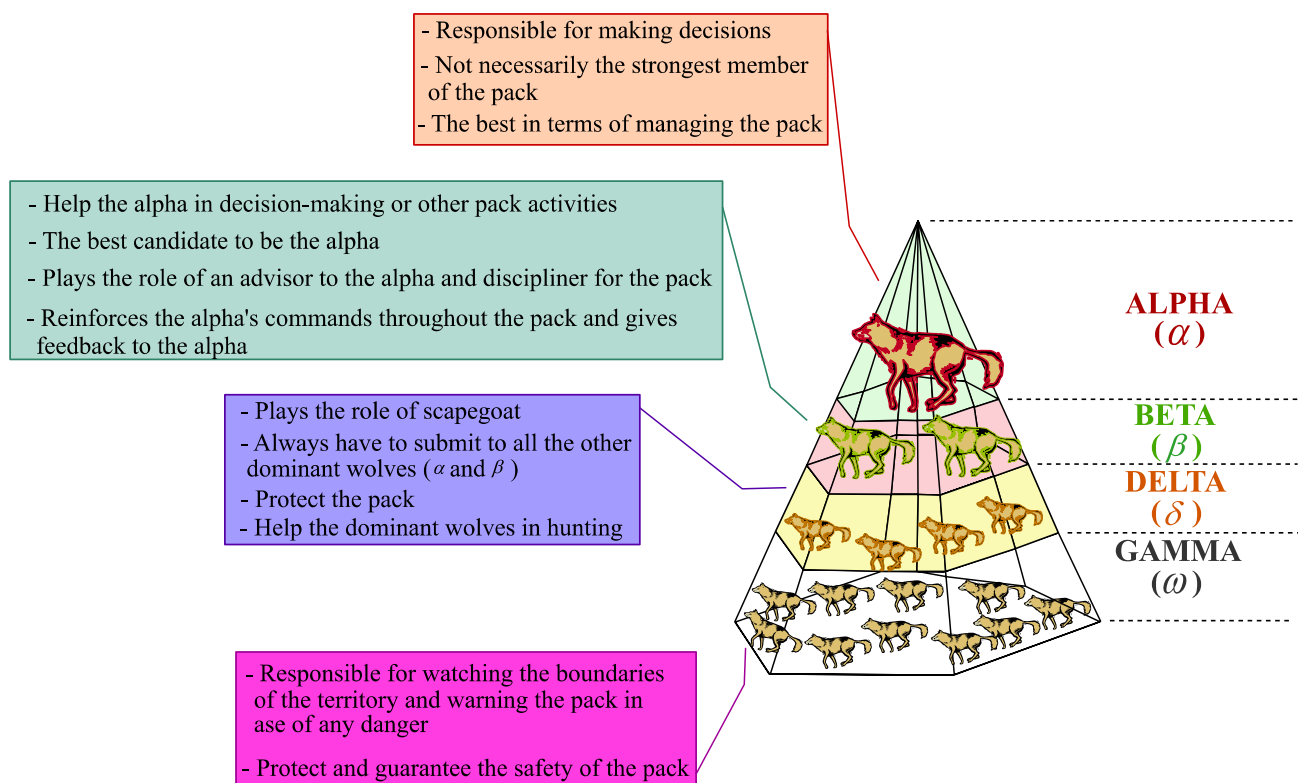 - Responsible for making decisions
- Not necessarily the strongest member
of the pack
- The best in terms of managing the pack
- Help the alpha in decision-making or other pack activities
- The best candidate to be the alpha
- Plays the role of an advisor to the alpha and discipliner for the pack
- Reinforces the alpha's commands throughout the pack and gives
feedback to the alpha
- Plays the role of scapegoat
- Always have to submit to all the other
dominant wolves (α and β)
- Protect the pack
- Help the dominant wolves in hunting
- Responsible for watching the boundaries
of the territory and warning the pack in
ase of any danger
- Protect and guarantee the safety of the pack
ALPHA
(α)
BETA
(β)
DELTA
(δ)
GAMMA
(ω)